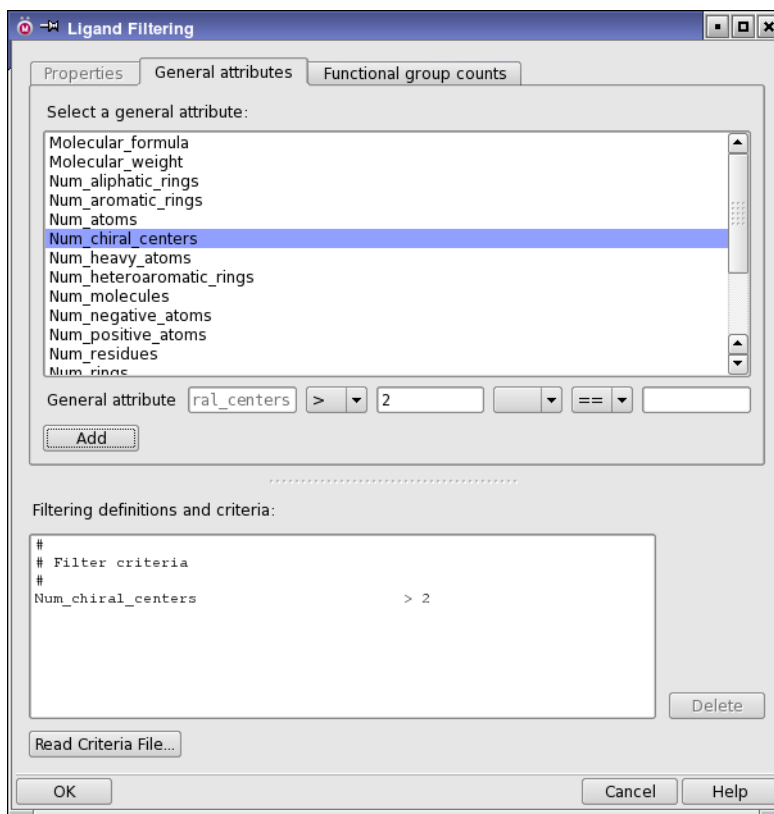 Ligand Filtering
Properties General attributes Functional group counts
Select a general attribute:
Molecular_formula
Molecular_weight
Num_aliphatic_rings
Num_aromatic_rings
Num_atoms
Num_chiral_centers
Num_heavy_atoms
Num_heteroaromatic_rings
Num_molecules
Num_negative_atoms
Num_positive_atoms
Num_residues
Num_rings
General attribute ral_centers > 2 ==
Add
Filtering definitions and criteria:
#
# Filter criteria
#
Num_chiral_centers > 2
Delete
Read Criteria File...
OK Cancel Help